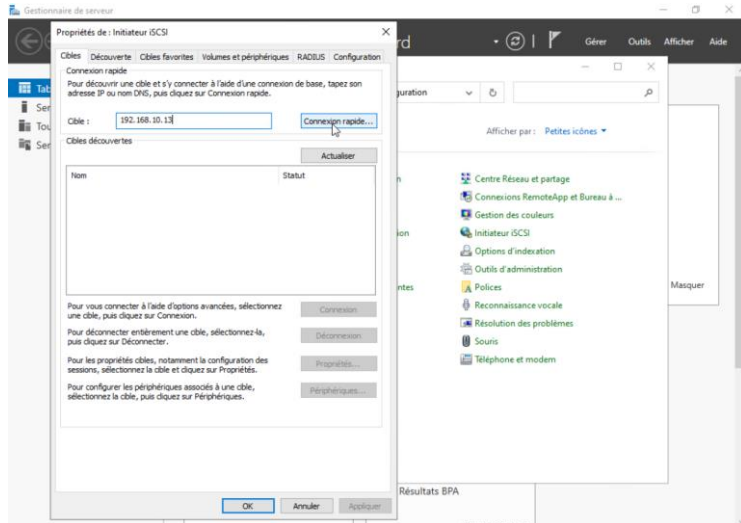 Gestionnaire de serveur
Propriétés de : Initiateur iSCSI
Cibles Découverte Cibles favorites Volumes et périphériques RADIUS Configuration
Connexion rapide
Pour découvrir une cible et s'y connecter à l'aide d'une connexion de base, tapez son
adresse IP ou nom DNS, puis cliquez sur Connexion rapide.
Cible : 192.168.10.13 Connexion rapide...
Cibles découvertes
Actualiser
Nom Statut
Pour vous connecter à l'aide d'options avancées, sélectionnez
une cible, puis cliquez sur Connexion.
Connexion
Pour déconnecter entièrement une cible, sélectionnez-la,
puis cliquez sur Déconnecter.
Déconnexion
Pour les propriétés cibles, notamment la configuration des
sessions, sélectionnez la cible et cliquez sur Propriétés.
Propriétés...
Pour configurer les périphériques associés à une cible,
sélectionnez la cible, puis cliquez sur Périphériques.
Périphériques...
OK Annuler Appliquer
rd
Gérer Outils Afficher Aide
Tab
Ser
Tou
Ser
guration
Afficher par : Petites icônes
n
Centre Réseau et partage
Connexions RemoteApp et Bureau à ...
Gestion des couleurs
ion
Initiateur iSCSI
Options d'indexation
Outils d'administration
ntes
Polices
Reconnaissance vocale
Résolution des problèmes
Souris
Téléphone et modem
Masquer
Résultats BPA